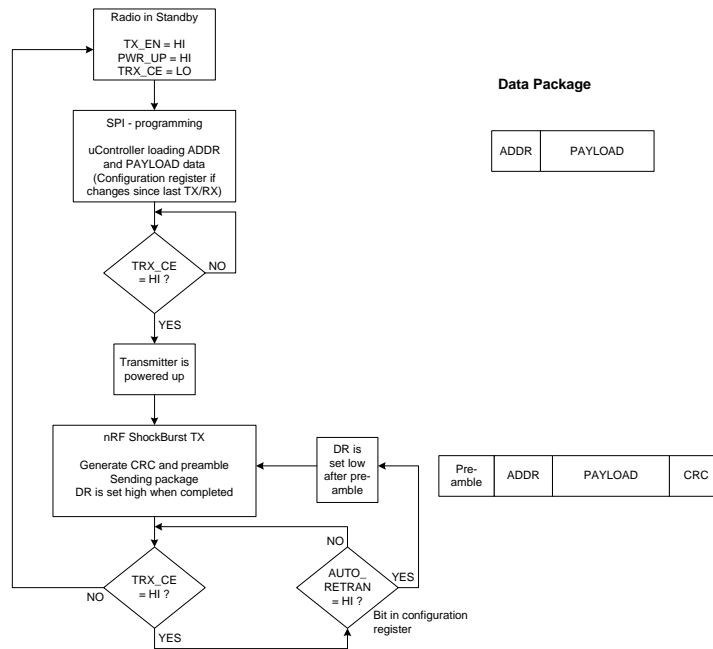 Radio in Standby
TX_EN = HI
PWR_UP = HI
TRX_CE = LO
Data Package
SPI - programming
uController loading ADDR
and PAYLOAD data
(Configuration register if
changes since last TX/RX)
ADDR
PAYLOAD
TRX_CE
= HI ?
NO
YES
Transmitter is
powered up
nRF ShockBurst TX
Generate CRC and preamble
Sending package
DR is set high when completed
DR is
set low
after pre-
amble
Pre-
amble
ADDR
PAYLOAD
CRC
NO
TRX_CE
= HI ?
NO
YES
AUTO_
RETRAN
= HI ?
YES
Bit in configuration
register